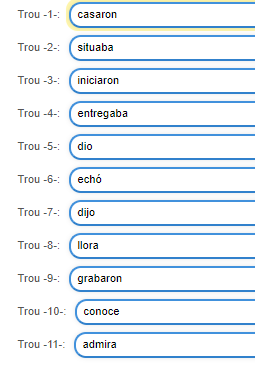 Trou -1-: casaron
Trou -2-: situaba
Trou -3-: iniciaron
Trou -4-: entregaba
Trou -5-: dio
Trou -6-: echó
Trou -7-: dijo
Trou -8-: llora
Trou -9-: grabaron
Trou -10-: conoce
Trou -11-: admira